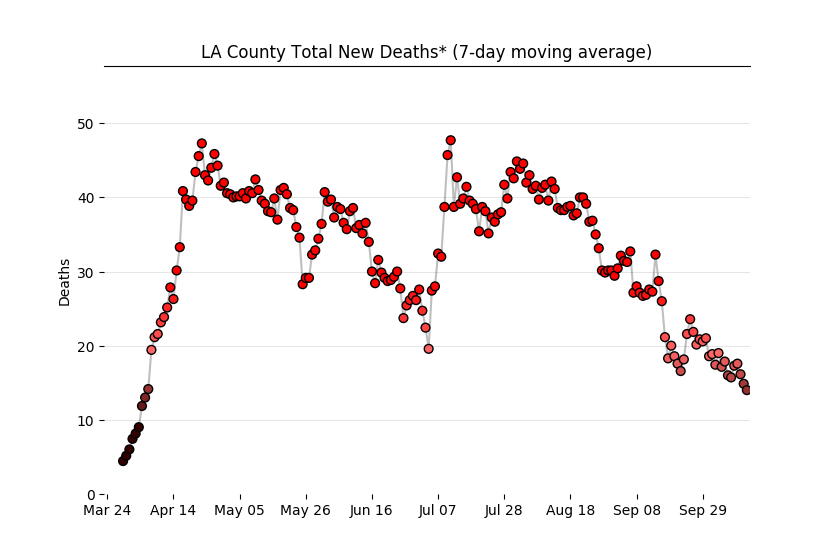 LA County Total New Deaths* (7-day moving average)
50
40
30
20
10
0
Deaths
Mar 24 Apr 14 May 05 May 26 Jun 16 Jul 07 Jul 28 Aug 18 Sep 08 Sep 29